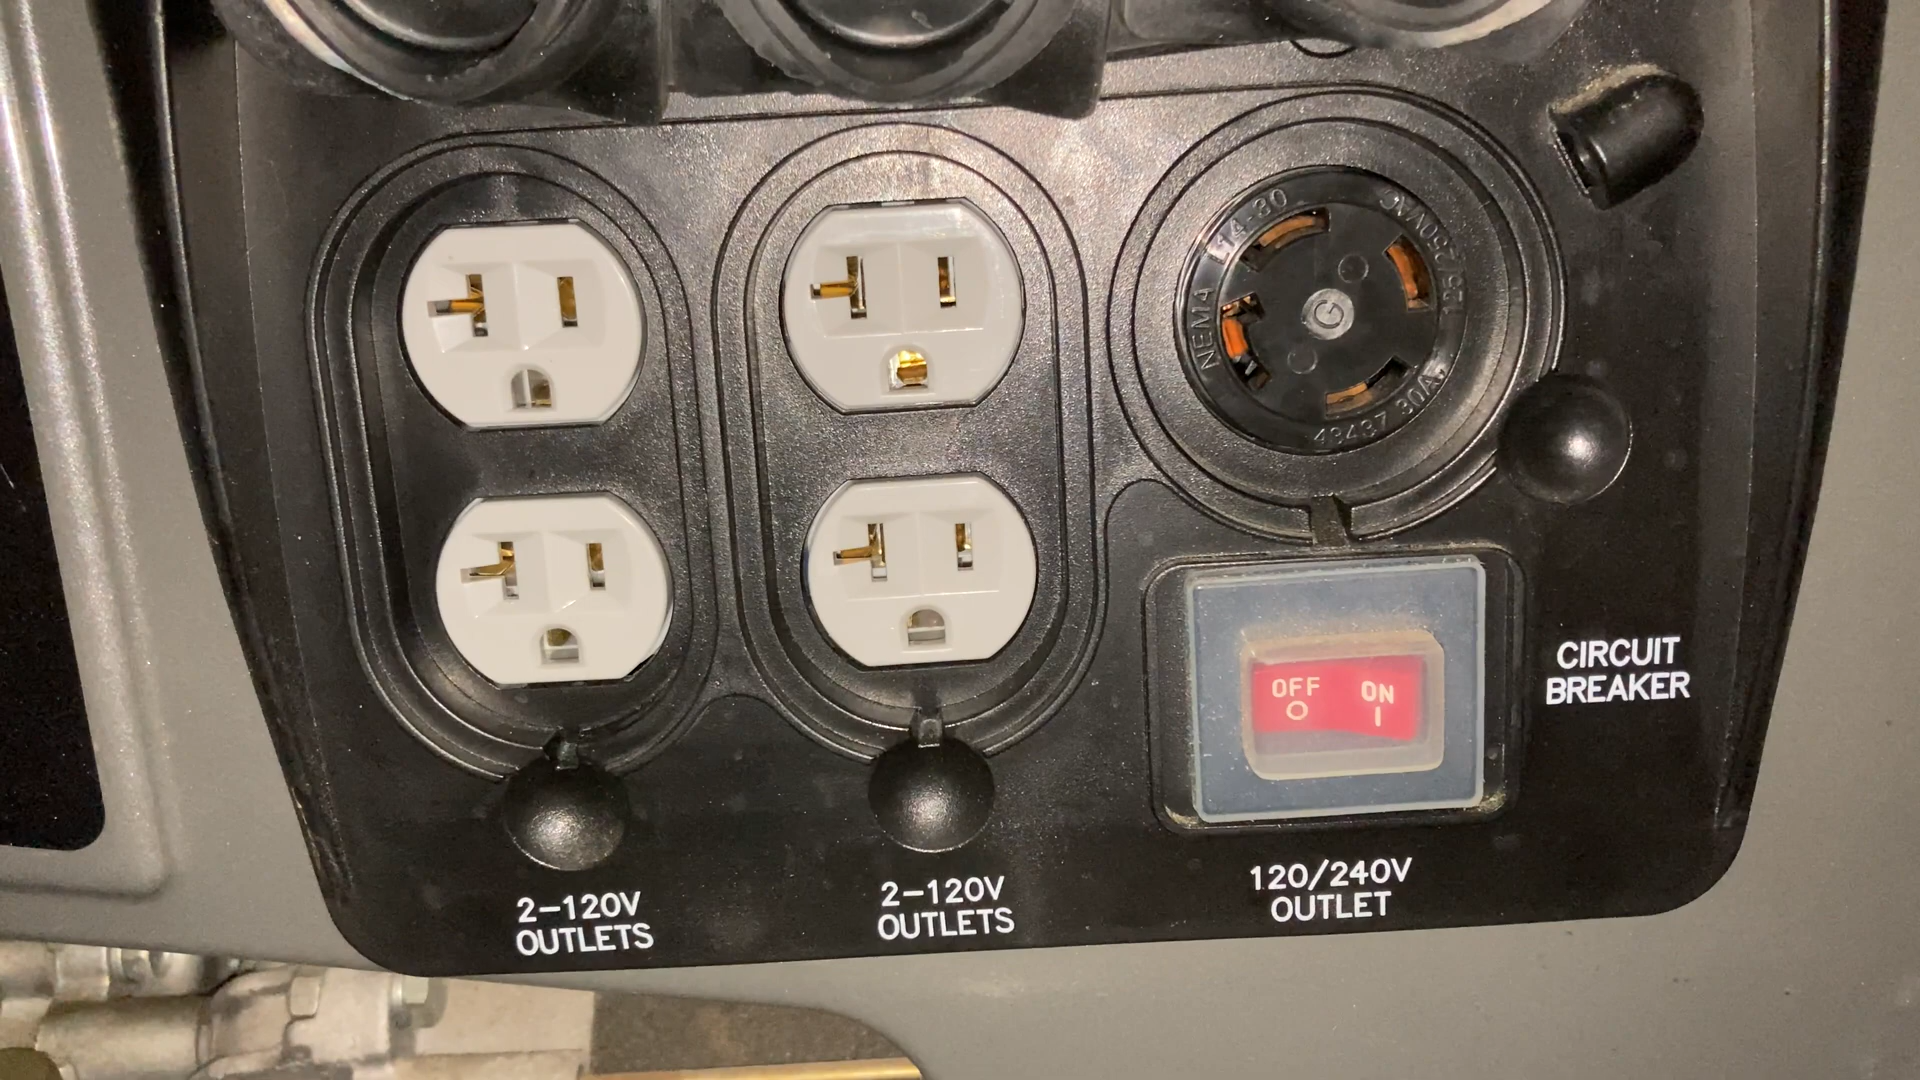 NEMA L14-30
125/250VAC
43437 30A.
G
OFF ON
O I
CIRCUIT
BREAKER
2-120V
OUTLETS
2-120V
OUTLETS
120/240V
OUTLET